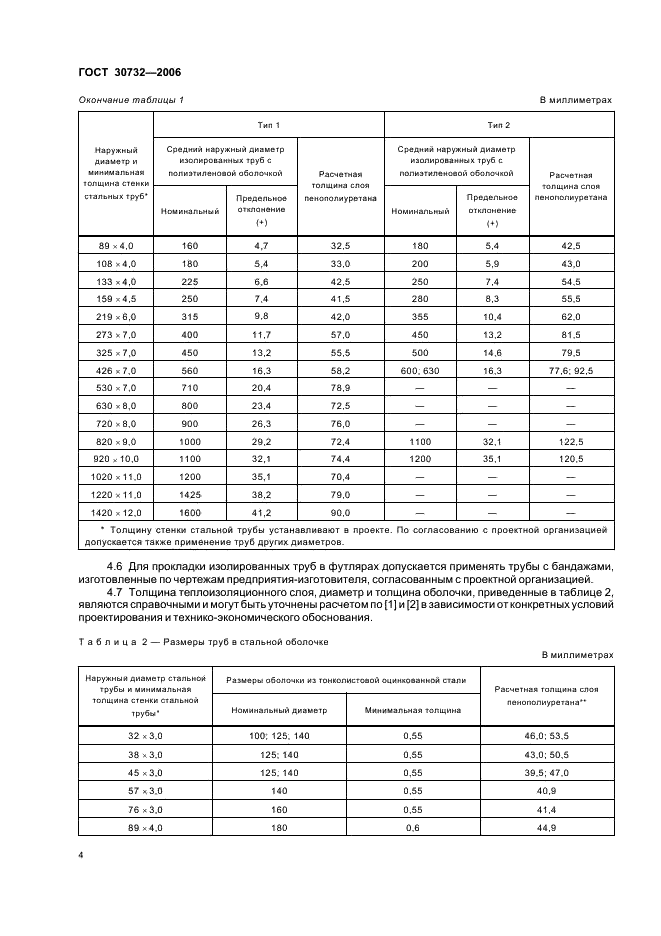 ГОСТ 30732—2006
Окончание таблицы 1 В миллиметрах
Наружный диаметр и минимальная толщина стенки стальных труб* Тип 1 Тип 2
Средний наружный диаметр изолированных труб с полиэтиленовой оболочкой Расчетная толщина слоя пенополиуретана Средний наружный диаметр изолированных труб с полиэтиленовой оболочкой Расчетная толщина слоя пенополиуретана
Номинальный Предельное отклонение (+) Номинальный Предельное отклонение (+)
89 × 4,0 160 4,7 32,5 180 5,4 42,5
108 × 4,0 180 5,4 33,0 200 5,9 43,0
133 × 4,0 225 6,6 42,5 250 7,4 54,5
159 × 4,5 250 7,4 41,5 280 8,3 55,5
219 × 6,0 315 9,8 42,0 355 10,4 62,0
273 × 7,0 400 11,7 57,0 450 13,2 81,5
325 × 7,0 450 13,2 55,5 500 14,6 79,5
426 × 7,0 560 16,3 58,2 600; 630 16,3 77,6; 92,5
530 × 7,0 710 20,4 78,9 — — —
630 × 8,0 800 23,4 72,5 — — —
720 × 8,0 900 26,3 76,0 — — —
820 × 9,0 1000 29,2 72,4 1100 32,1 122,5
920 × 10,0 1100 32,1 74,4 1200 35,1 120,5
1020 × 11,0 1200 35,1 70,4 — — —
1220 × 11,0 1425 38,2 79,0 — — —
1420 × 12,0 1600 41,2 90,0 — — —
* Толщину стенки стальной трубы устанавливают в проекте. По согласованию с проектной организацией
допускается также применение труб других диаметров.
4.6 Для прокладки изолированных труб в футлярах допускается применять трубы с бандажами,
изготовленные по чертежам предприятия-изготовителя, согласованным с проектной организацией.
4.7 Толщина теплоизоляционного слоя, диаметр и толщина оболочки, приведенные в таблице 2,
являются справочными и могут быть уточнены расчетом по [1] и [2] в зависимости от конкретных условий
проектирования и технико-экономического обоснования.
Таблица 2 — Размеры труб в стальной оболочке
В миллиметрах
Наружный диаметр стальной трубы и минимальная толщина стенки стальной трубы* Размеры оболочки из тонколистовой оцинкованной стали Расчетная толщина слоя пенополиуретана**
Номинальный диаметр Минимальная толщина
32 × 3,0 100; 125; 140 0,55 46,0; 53,5
38 × 3,0 125; 140 0,55 43,0; 50,5
45 × 3,0 125; 140 0,55 39,5; 47,0
57 × 3,0 140 0,55 40,9
76 × 3,0 160 0,55 41,4
89 × 4,0 180 0,6 44,9
4